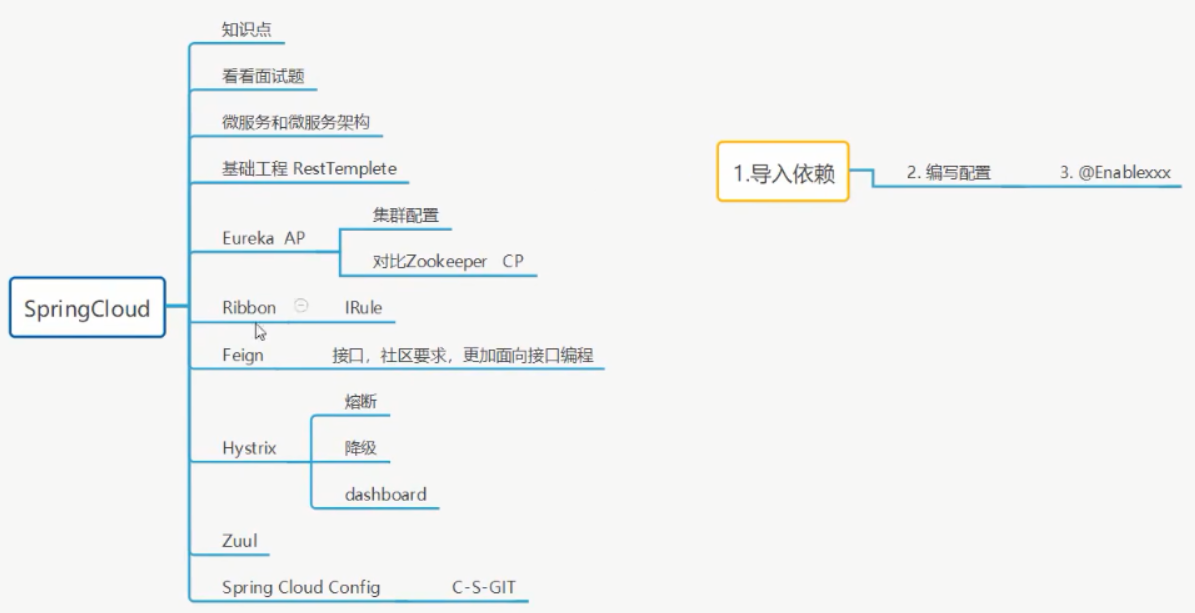 知识点
看看面试题
微服务和微服务架构
基础工程 RestTemplete
Eureka AP
集群配置
对比Zookeeper CP
SpringCloud
Ribbon
IRule
Feign
接口，社区要求，更加面向接口编程
Hystrix
熔断
降级
dashboard
Zuul
Spring Cloud Config
C-S-GIT
1.导入依赖
2. 编写配置
3. @Enablexxx